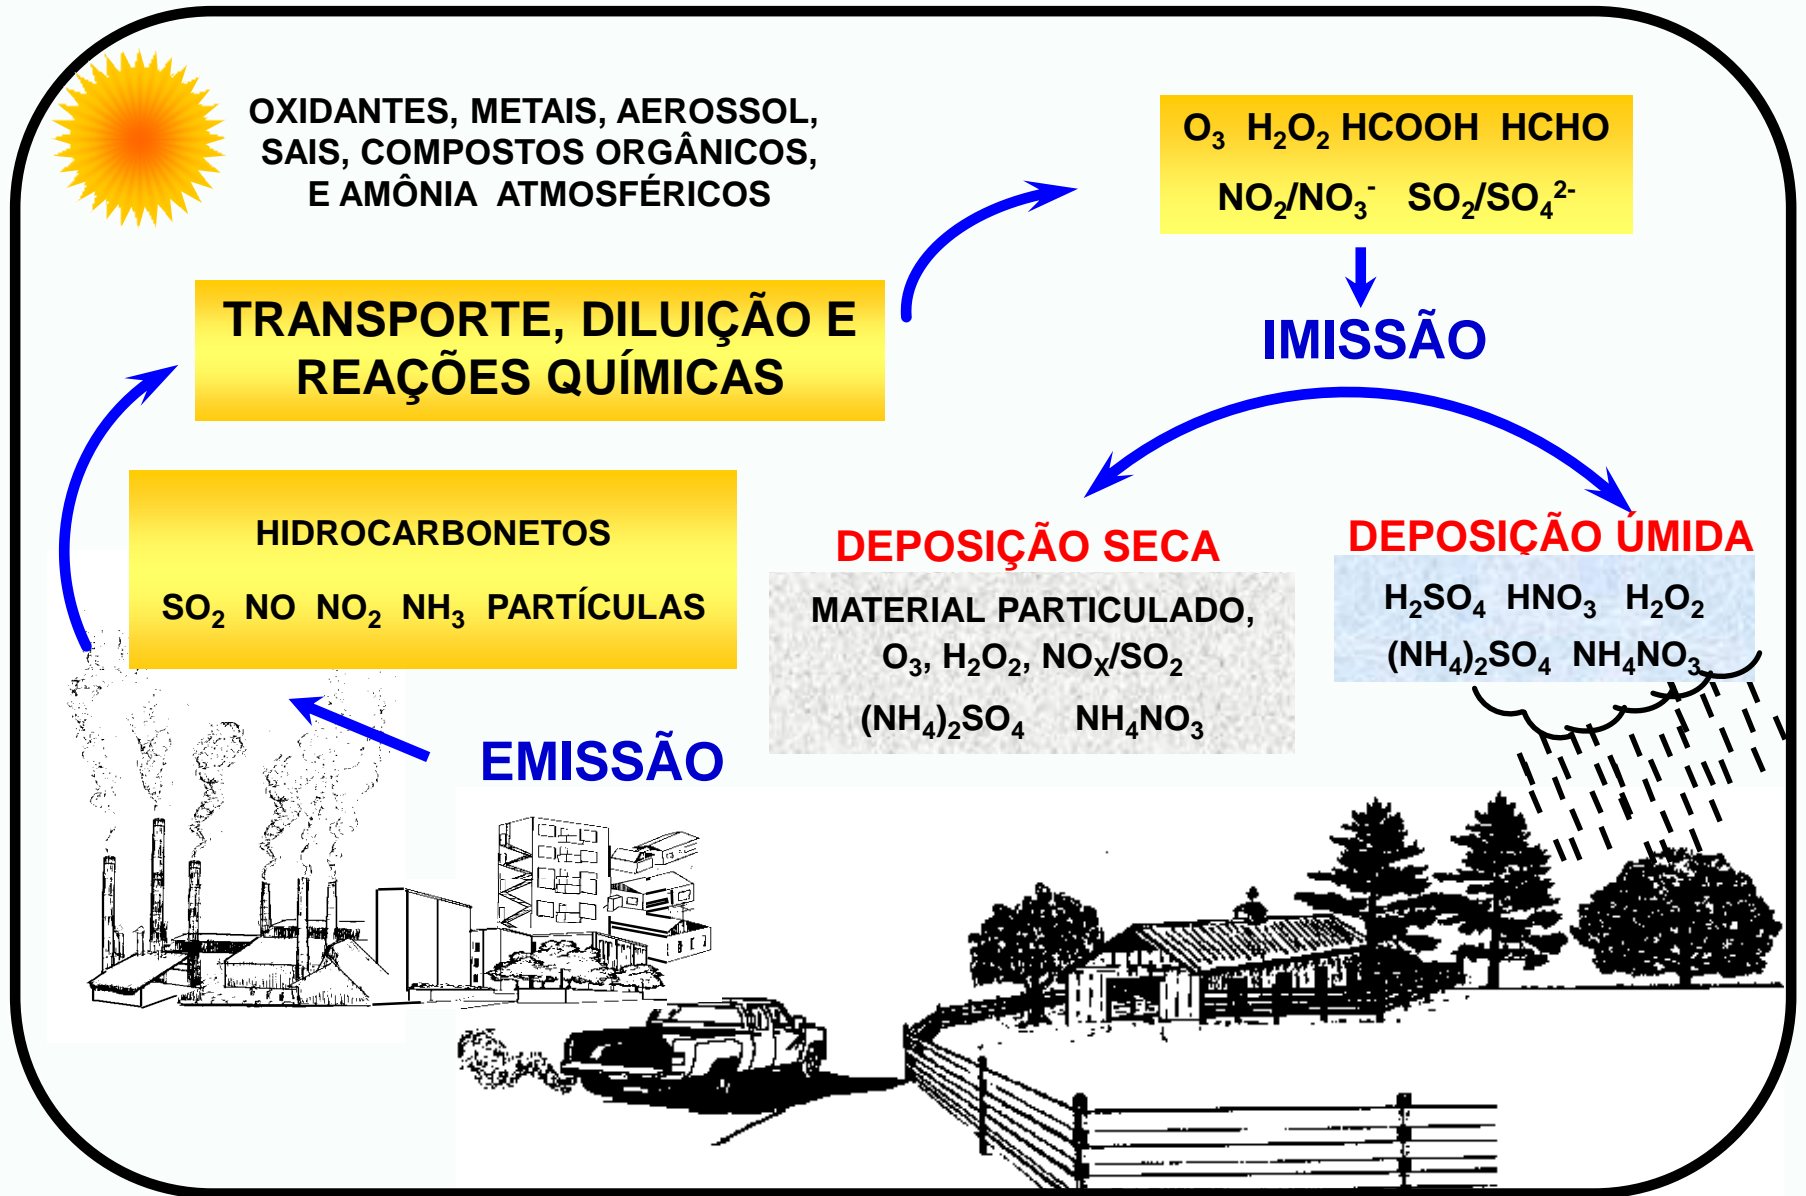 OXIDANTES, METAIS, AEROSSOL,
SAIS, COMPOSTOS ORGÂNICOS,
E AMÔNIA ATMOSFÉRICOS
O₃ H₂O₂ HCOOH HCHO
NO₂/NO₃⁻ SO₂/SO₄²⁻
TRANSPORTE, DILUIÇÃO E
REAÇÕES QUÍMICAS
IMISSÃO
HIDROCARBONETOS
SO₂ NO NO₂ NH₃ PARTÍCULAS
DEPOSIÇÃO SECA
MATERIAL PARTICULADO,
O₃, H₂O₂, NOₓ/SO₂
(NH₄)₂SO₄ NH₄NO₃
DEPOSIÇÃO ÚMIDA
H₂SO₄ HNO₃ H₂O₂
(NH₄)₂SO₄ NH₄NO₃
EMISSÃO